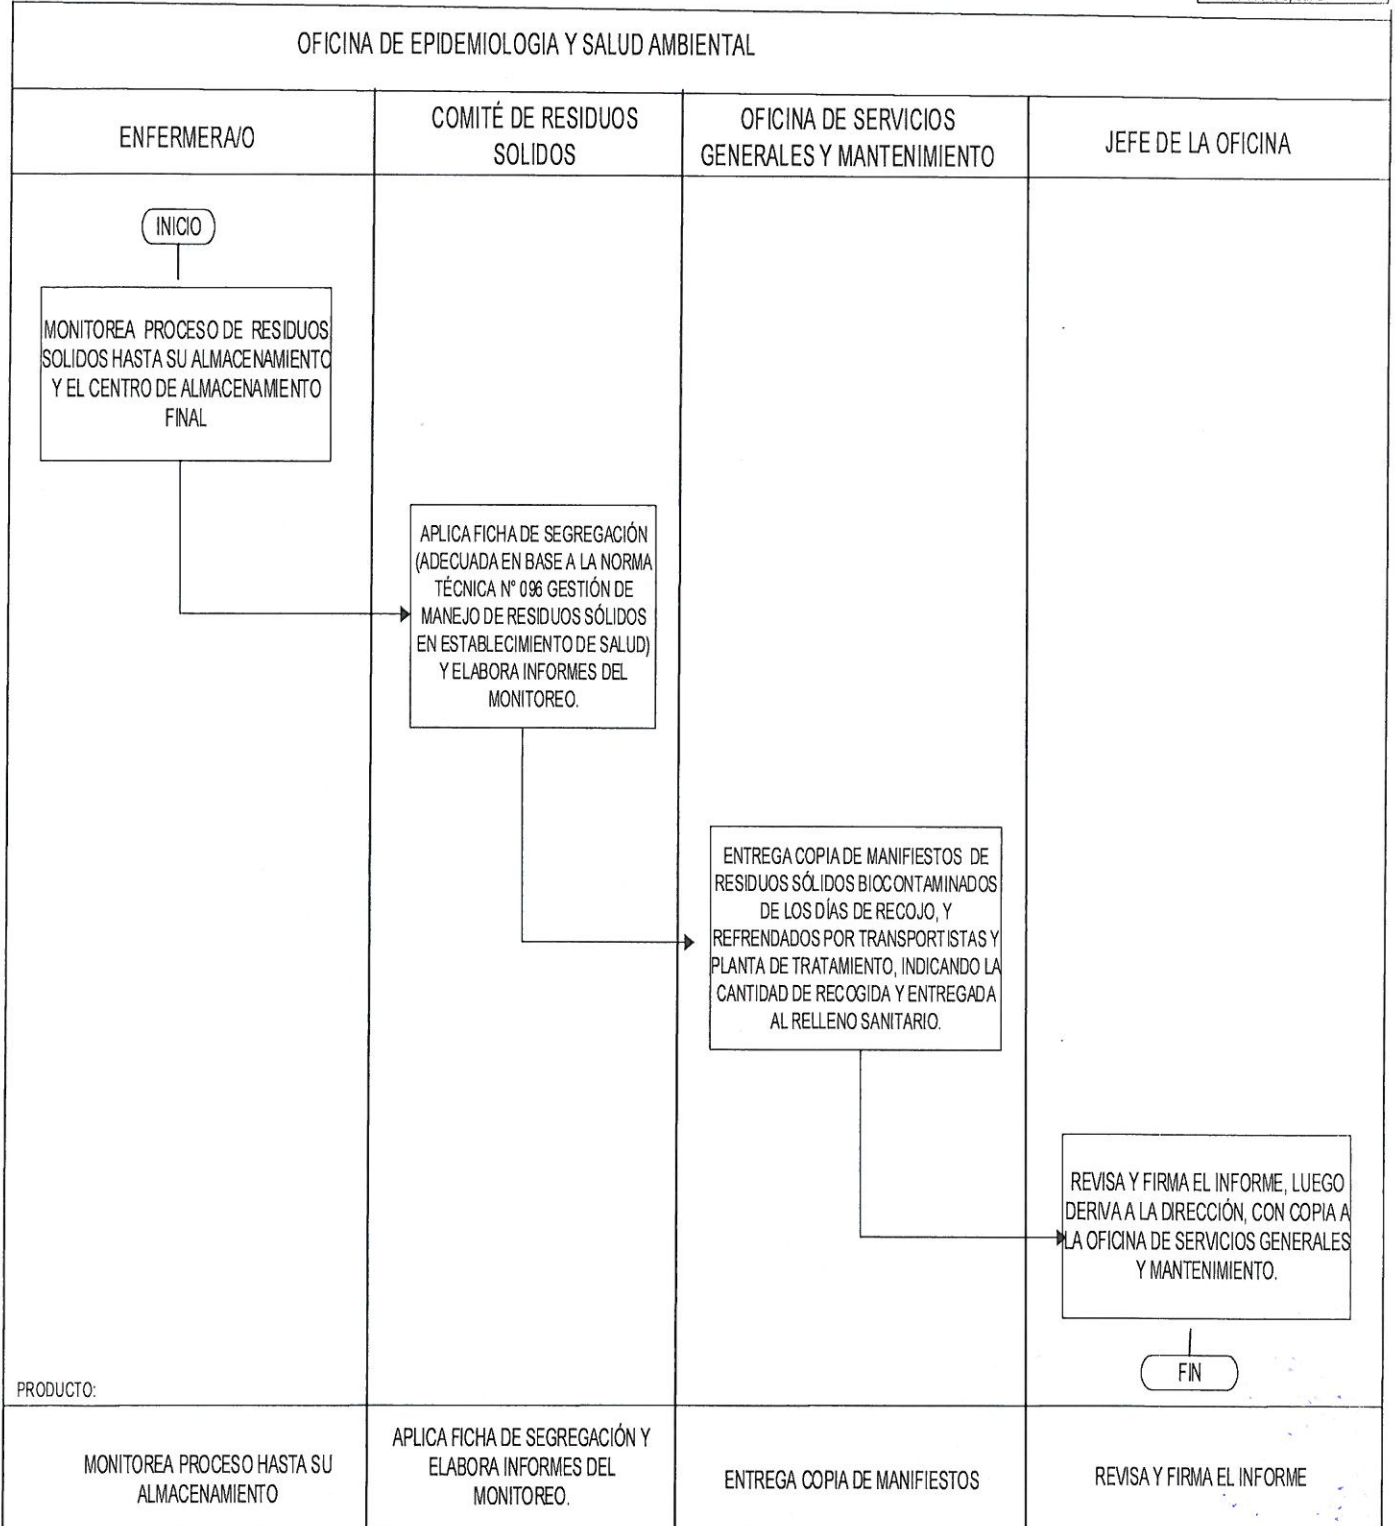 OFICINA DE EPIDEMIOLOGIA Y SALUD AMBIENTAL
ENFERMERA/O
COMITÉ DE RESIDUOS
SOLIDOS
OFICINA DE SERVICIOS
GENERALES Y MANTENIMIENTO
JEFE DE LA OFICINA
INICIO
MONITOREA PROCESO DE RESIDUOS
SOLIDOS HASTA SU ALMACENAMIENTO
Y EL CENTRO DE ALMACENAMIENTO
FINAL
APLICA FICHA DE SEGREGACIÓN
(ADECUADA EN BASE A LA NORMA
TÉCNICA N° 096 GESTIÓN DE
MANEJO DE RESIDUOS SÓLIDOS
EN ESTABLECIMIENTO DE SALUD)
Y ELABORA INFORMES DEL
MONITOREO.
ENTREGA COPIA DE MANIFIESTOS DE
RESIDUOS SÓLIDOS BIOCONTAMINADOS
DE LOS DÍAS DE RECOJO, Y
REFRENDADOS POR TRANSPORTISTAS Y
PLANTA DE TRATAMIENTO, INDICANDO LA
CANTIDAD DE RECOGIDA Y ENTREGADA
AL RELLENO SANITARIO.
REVISA Y FIRMA EL INFORME, LUEGO
DERIVA A LA DIRECCIÓN, CON COPIA A
LA OFICINA DE SERVICIOS GENERALES
Y MANTENIMIENTO.
FIN
PRODUCTO:
MONITOREA PROCESO HASTA SU
ALMACENAMIENTO
APLICA FICHA DE SEGREGACIÓN Y
ELABORA INFORMES DEL
MONITOREO.
ENTREGA COPIA DE MANIFIESTOS
REVISA Y FIRMA EL INFORME